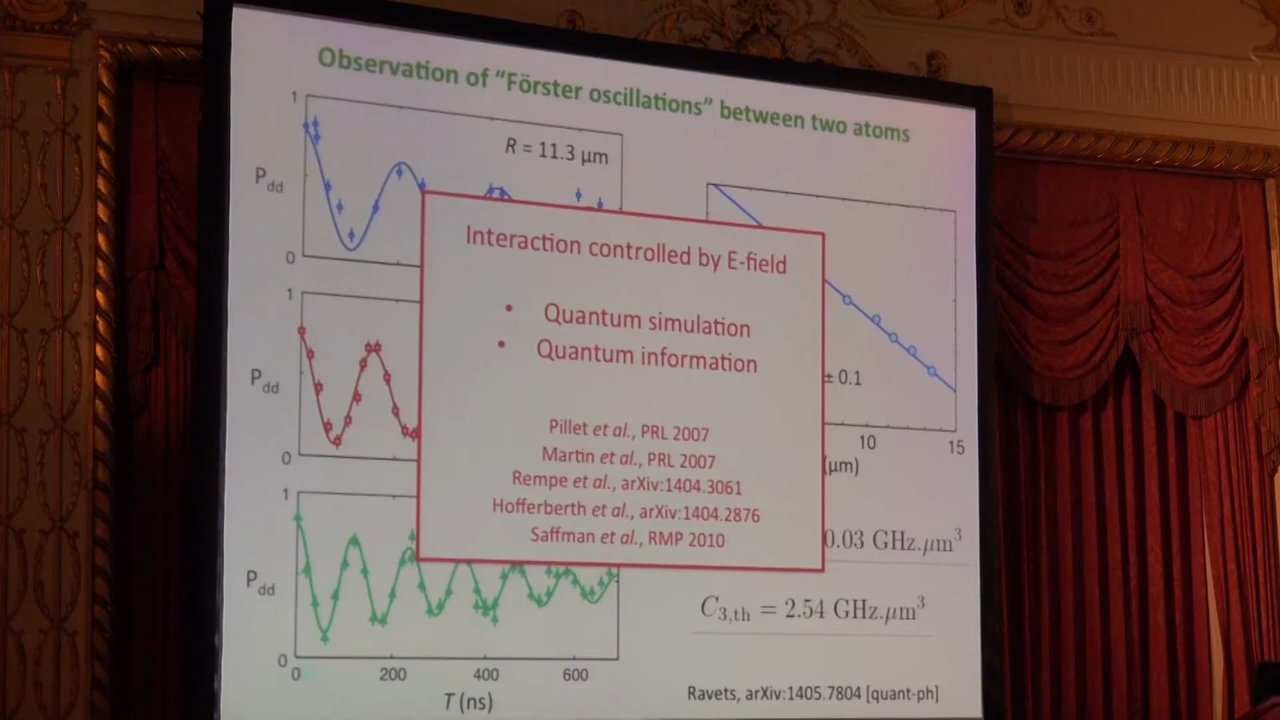 Observation of “Förster oscillations” between two atoms
1
P_dd
0
R = 11.3 µm
1
P_dd
0
1
P_dd
0
0 200 400 600
T (ns)
Interaction controlled by E-field
• Quantum simulation
• Quantum information
Pillet et al., PRL 2007
Martin et al., PRL 2007
Rempe et al., arXiv:1404.3061
Hofferberth et al., arXiv:1404.2876
Saffman et al., RMP 2010
± 0.1
10 15
(µm)
0.03 GHz.µm³
C_3,th = 2.54 GHz.µm³
Ravets, arXiv:1405.7804 [quant-ph]